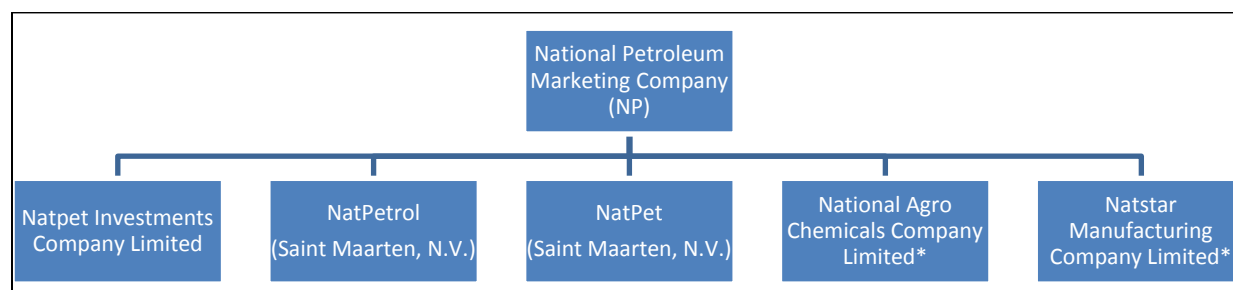 National Petroleum
Marketing Company
(NP)
Natpet Investments
Company Limited
NatPetrol
(Saint Maarten, N.V.)
NatPet
(Saint Maarten, N.V.)
National Agro
Chemicals Company
Limited*
Natstar
Manufacturing
Company Limited*